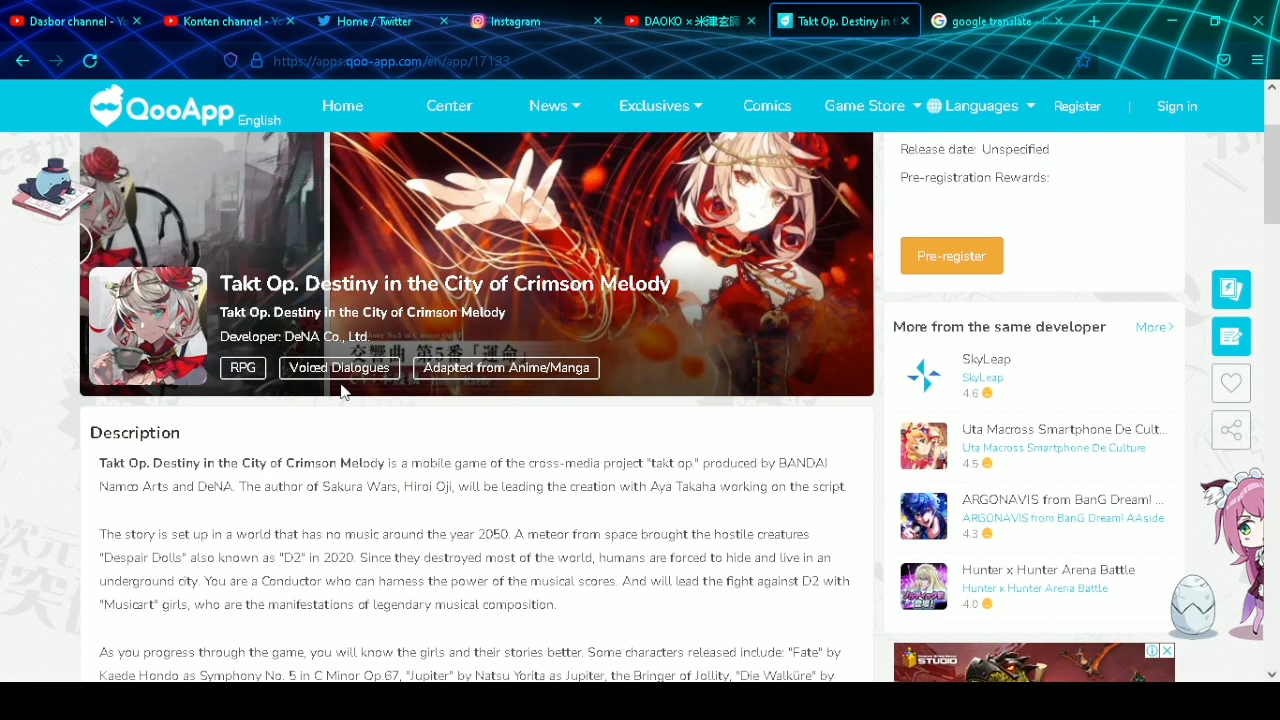 Dasbor channel - Yo
Konten channel - Yo
Home / Twitter
Instagram
DAOKO × 米津玄師
Takt Op. Destiny in t
google translate -
https://apps.qoo-app.com/en/app/17133
QooApp English
Home
Center
News
Exclusives
Comics
Game Store
Languages
Register
|
Sign in
Takt Op. Destiny in the City of Crimson Melody
Takt Op. Destiny in the City of Crimson Melody
Developer: DeNA Co., Ltd.
交響曲 第5番「運命」
RPG
Voiced Dialogues
Adapted from Anime/Manga
Description
Takt Op. Destiny in the City of Crimson Melody is a mobile game of the cross-media project "takt op." produced by BANDAI
Namco Arts and DeNA. The author of Sakura Wars, Hiroi Oji, will be leading the creation with Aya Takaha working on the script.
The story is set up in a world that has no music around the year 2050. A meteor from space brought the hostile creatures
"Despair Dolls" also known as "D2" in 2020. Since they destroyed most of the world, humans are forced to hide and live in an
underground city. You are a Conductor who can harness the power of the musical scores. And will lead the fight against D2 with
"Musicart" girls, who are the manifestations of legendary musical composition.
As you progress through the game, you will know the girls and their stories better. Some characters released include: "Fate" by
Kaede Hondo as Symphony No. 5 in C Minor Op.67, "Jupiter" by Natsu Yorita as Jupiter, the Bringer of Jollity, "Die Walküre" by
Release date: Unspecified
Pre-registration Rewards:
Pre-register
More from the same developer
More
SkyLeap
SkyLeap
4.6
Uta Macross Smartphone De Cult...
Uta Macross Smartphone De Culture
4.5
ARGONAVIS from BanG Dream! ...
ARGONAVIS from BanG Dream! AAside
4.3
Hunter x Hunter Arena Battle
Hunter x Hunter Arena Battle
4.0
STUDIO